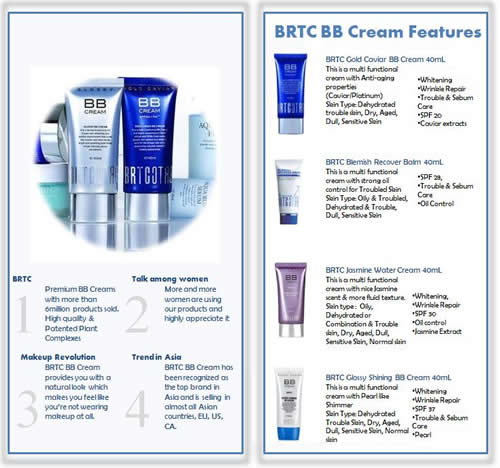 GLOSSY
BB
CREAM
GOLD CAVIAR
BB
CREAM
BRTC
BRTC
1
Premium BB Creams
with more than
6million products sold.
High quality &
Patented Plant
Complexes
Talk among women
2
More and more
women are using
our products and
highly appreciate it
Makeup Revolution
3
BRTC BB Cream
provides you with a
natural look which
makes you feel like
you're not wearing
makeup at all.
Trend in Asia
4
BRTC BB Cream has
been recognized as
the top brand in
Asia and is selling in
almost all Asian
countries, EU, US,
CA.
BRTC BB Cream Features
BRTC Gold Caviar BB Cream 40mL
This is a multi functional
cream with Anti-aging
properties
(Caviar/Platinum)
Skin Type: Dehydrated
trouble skin, Dry, Aged,
Dull, Sensitive Skin
•Whitening
•Wrinkle Repair
•Trouble & Sebum
Care
•SPF 20
•Caviar extracts
BB
BRTC Blemish Recover Balm 40mL
This is a multi functional
cream with strong oil
control for Troubled Skin
Skin Type: Oily & Troubled,
Dehydrated & Trouble,
Dull, Sensitive Skin
•SPF 28,
•Trouble & Sebum
Care
•Oil Control
BRTC Jasmine Water Cream 40mL
This is a multi functional
cream with nice Jasmine
scent & more fluid texture.
Skin type : Oily,
Dehydrated or
Combination & Trouble
skin, Dry, Aged, Dull,
Sensitive Skin, Normal skin
•Whitening,
•Wrinkle Repair
•SPF 30
•Oil control
•Jasmine Extract
BB
BRTC Glossy Shining BB Cream 40mL
This is a multi functional
cream with Pearl like
Shimmer
Skin Type: Dehydrated
Trouble Skin, Dry, Aged,
Dull, Sensitive Skin, Normal
skin
•Whitening
•Wrinkle Repair
•SPF 37
•Trouble & Sebum
Care
•Pearl
BB